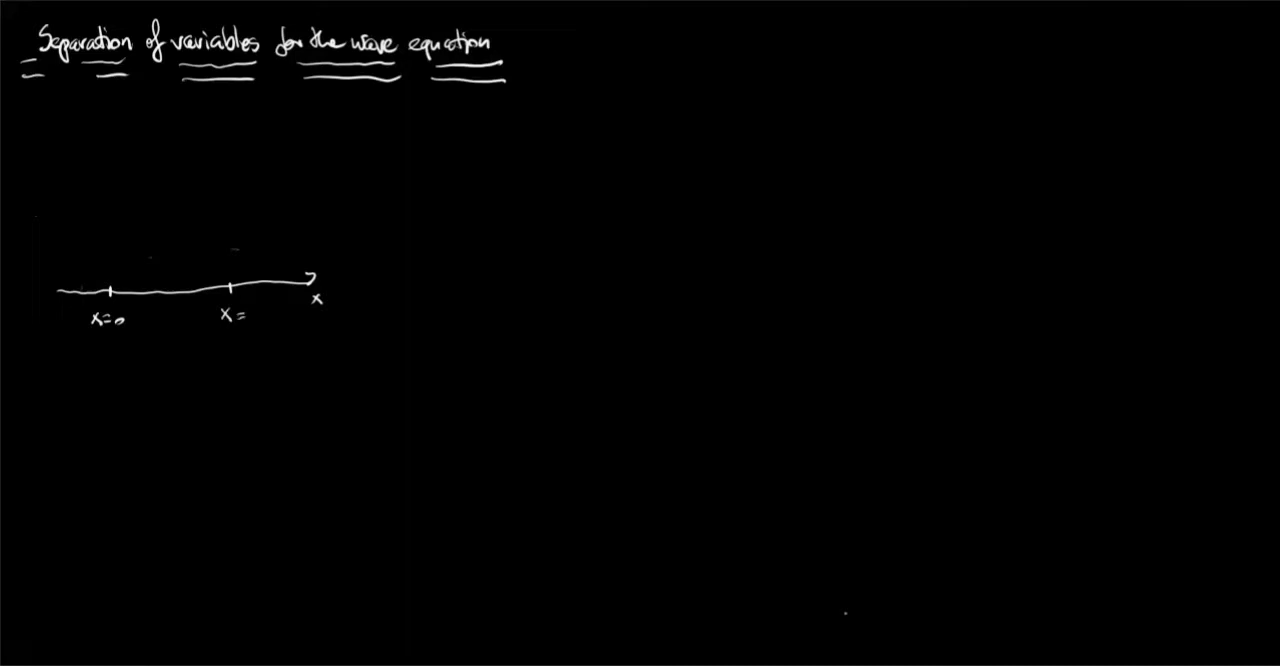 Separation of variables for the wave equation
x
x=0 x=